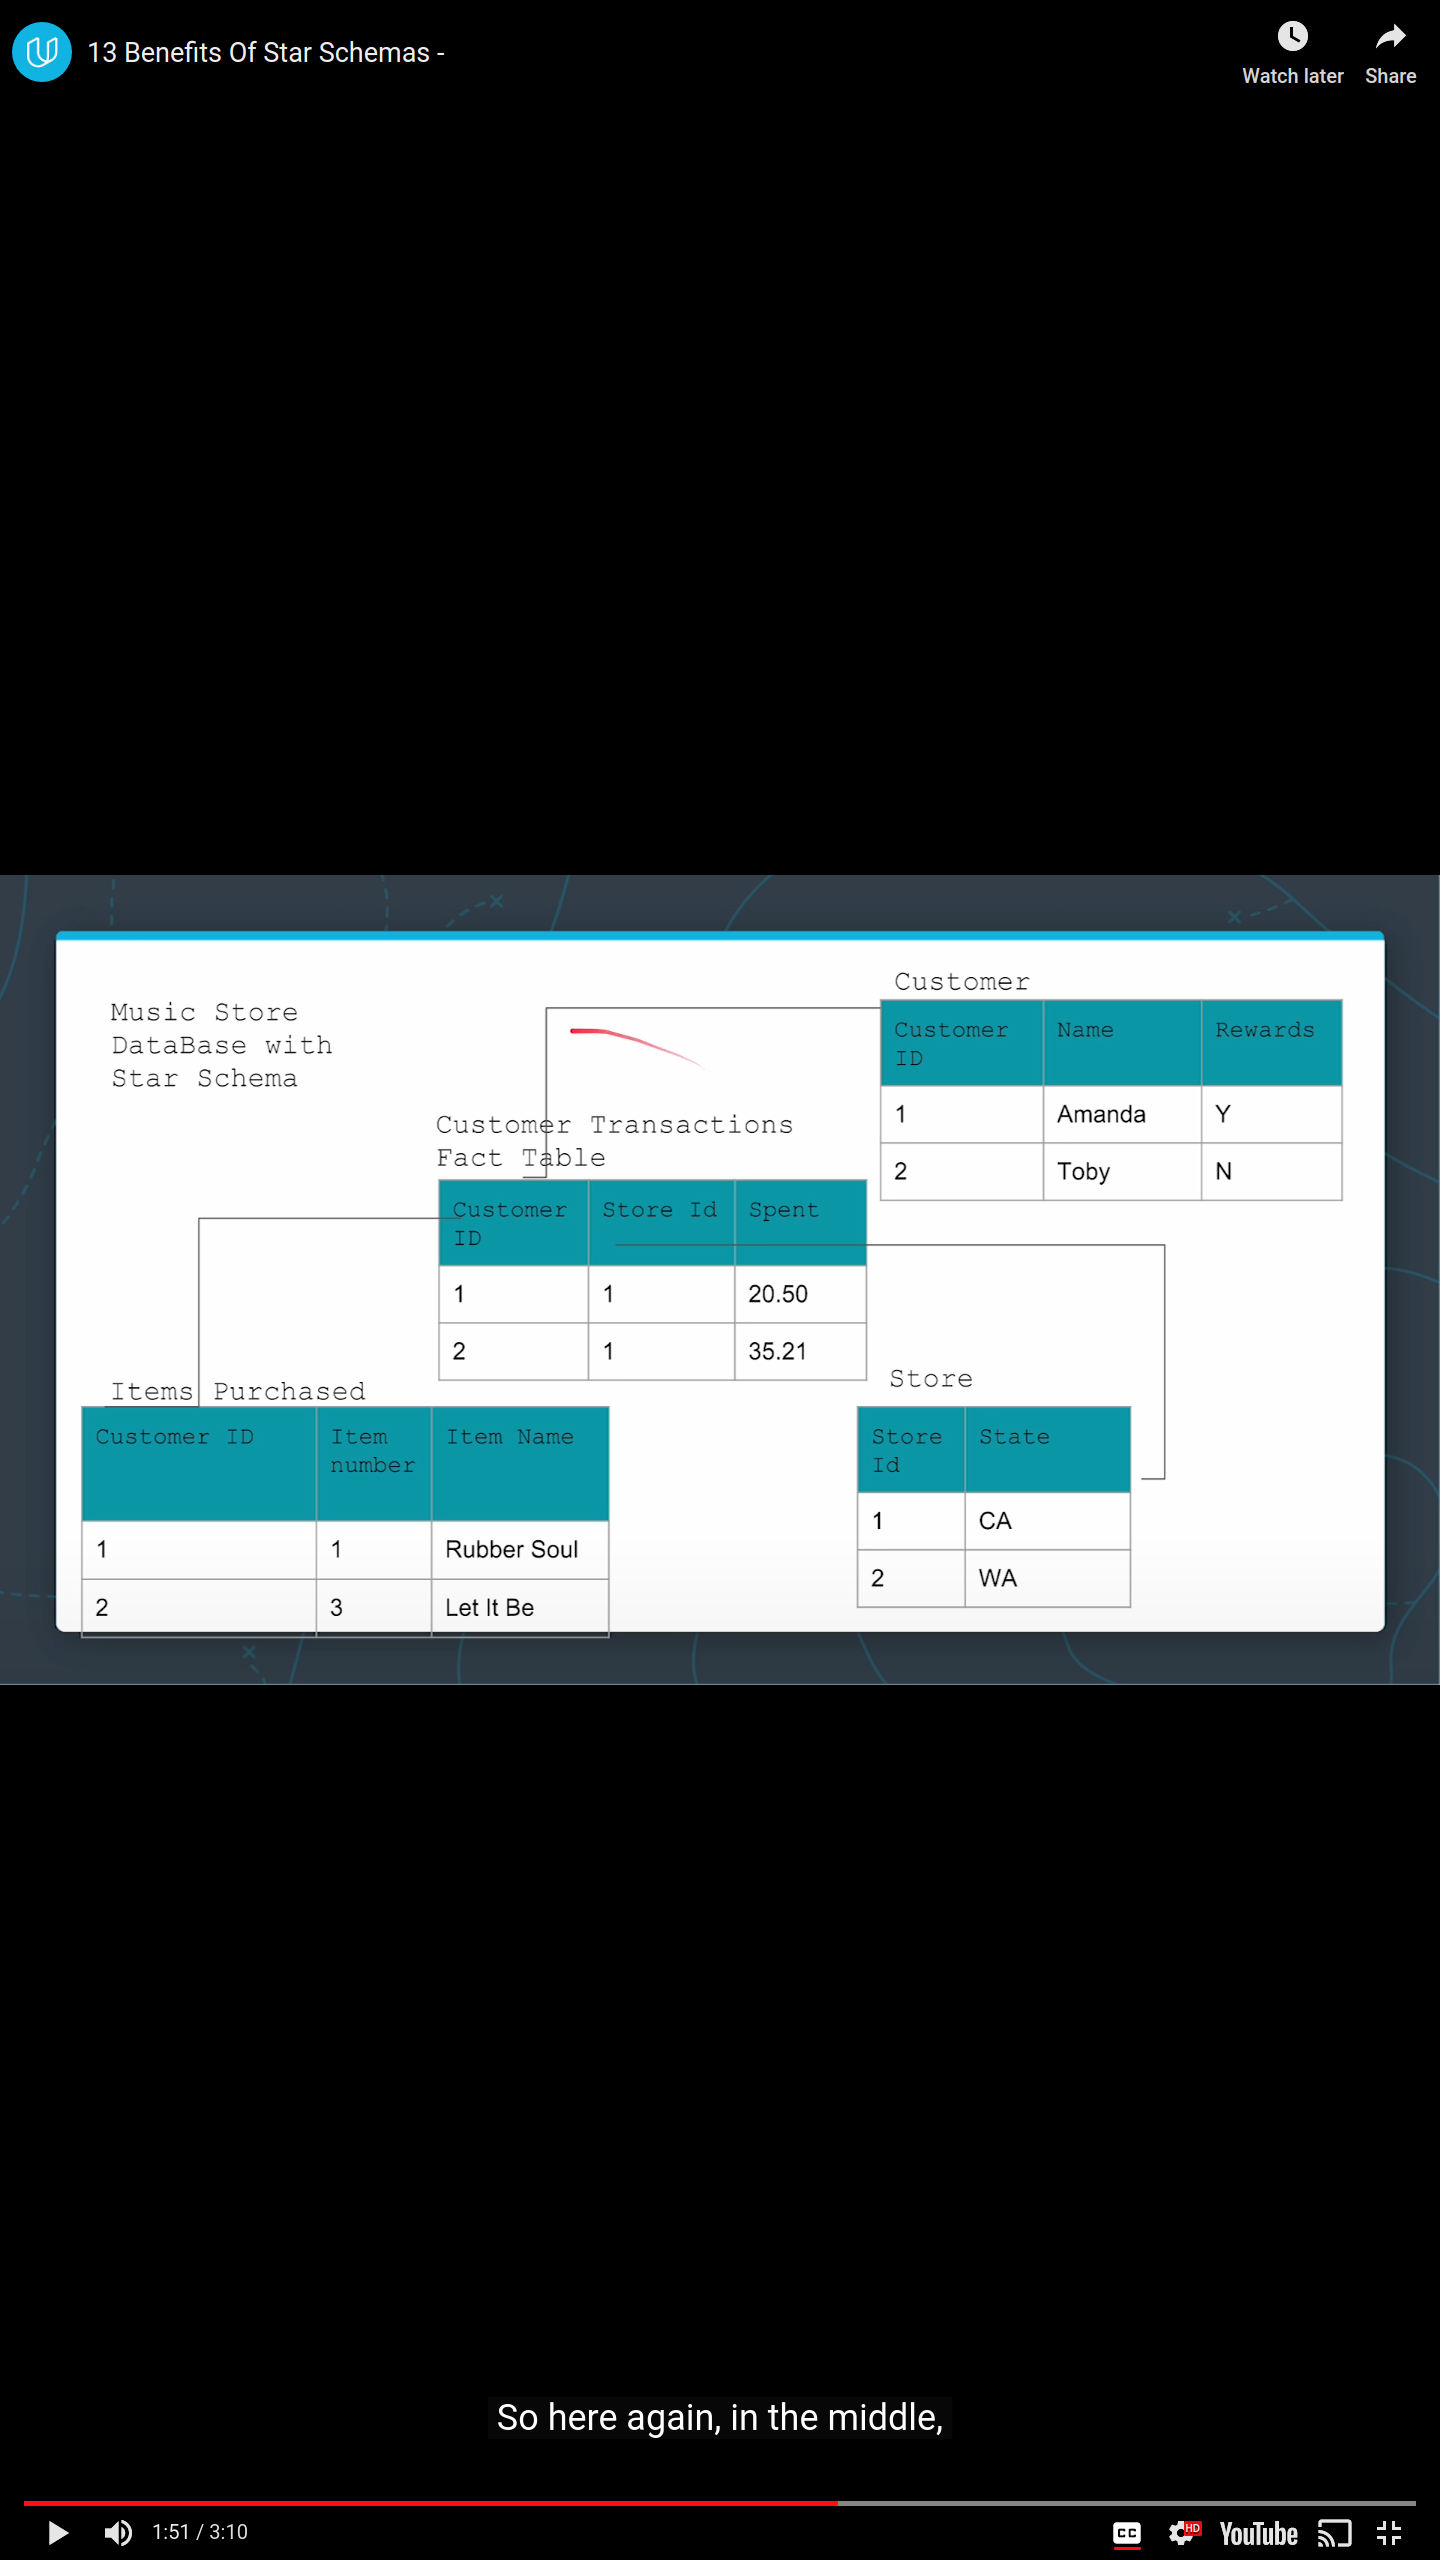 13 Benefits Of Star Schemas -
Watch later
Share
Music Store
DataBase with
Star Schema
Customer
Customer ID Name Rewards
1 Amanda Y
2 Toby N
Customer Transactions
Fact Table
Customer ID Store Id Spent
1 1 20.50
2 1 35.21
Items Purchased
Customer ID Item number Item Name
1 1 Rubber Soul
2 3 Let It Be
Store
Store Id State
1 CA
2 WA
So here again, in the middle,
1:51 / 3:10
CC
HD
YouTube